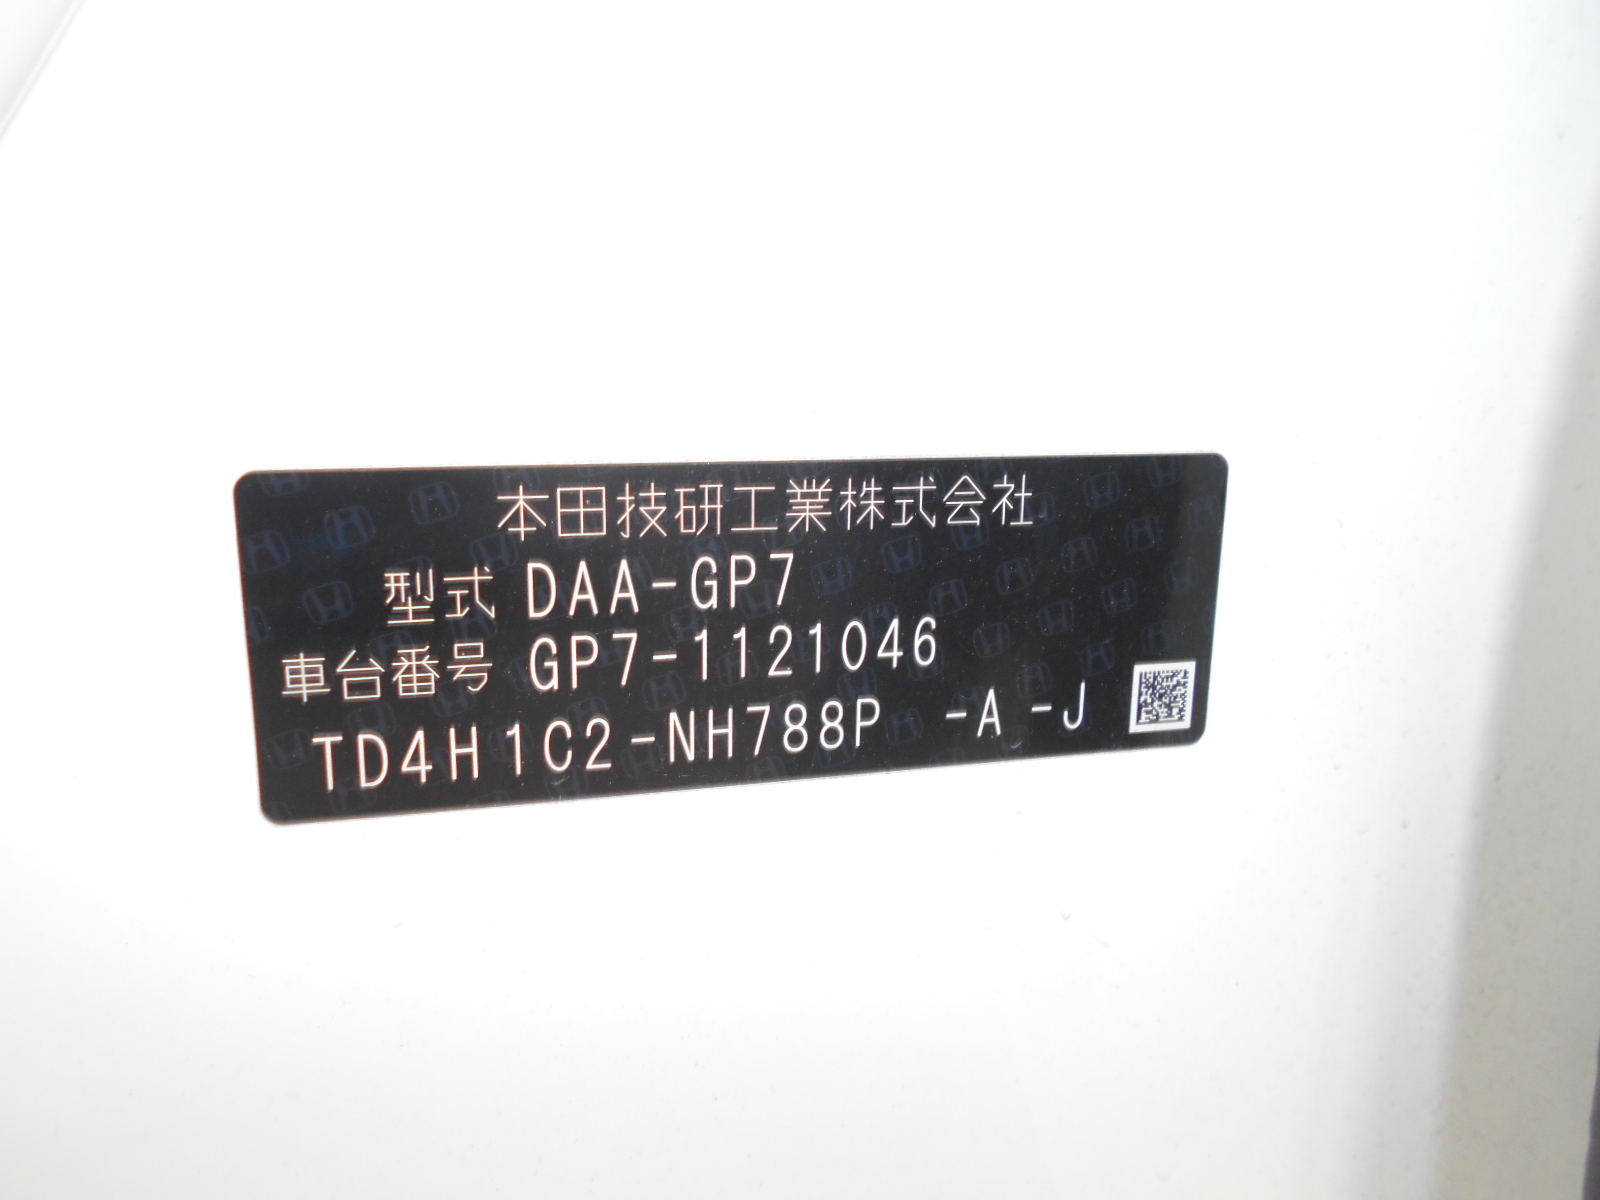 本田技研工業株式会社
型式 DAA-GP7
車台番号 GP7-1121046
TD4H1C2-NH788P -A -J